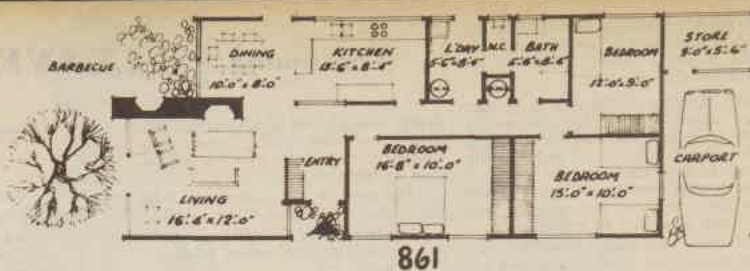 BARBECUE
DINING
10'.0" x 8'.0"
KITCHEN
13'-6" x 8'-4"
L'DRY
5'-6" x 8'-4"
W.C.
BATH
5'-6" x 8'-4"
BEDROOM
12'-0" x 9'.0"
STORE
9'-0" x 5'-6"
CARPORT
LIVING
16'.6" x 12'.0"
ENTRY
BEDROOM
16'-8" x 10'.0"
BEDROOM
15'.0" x 10'.0"
861